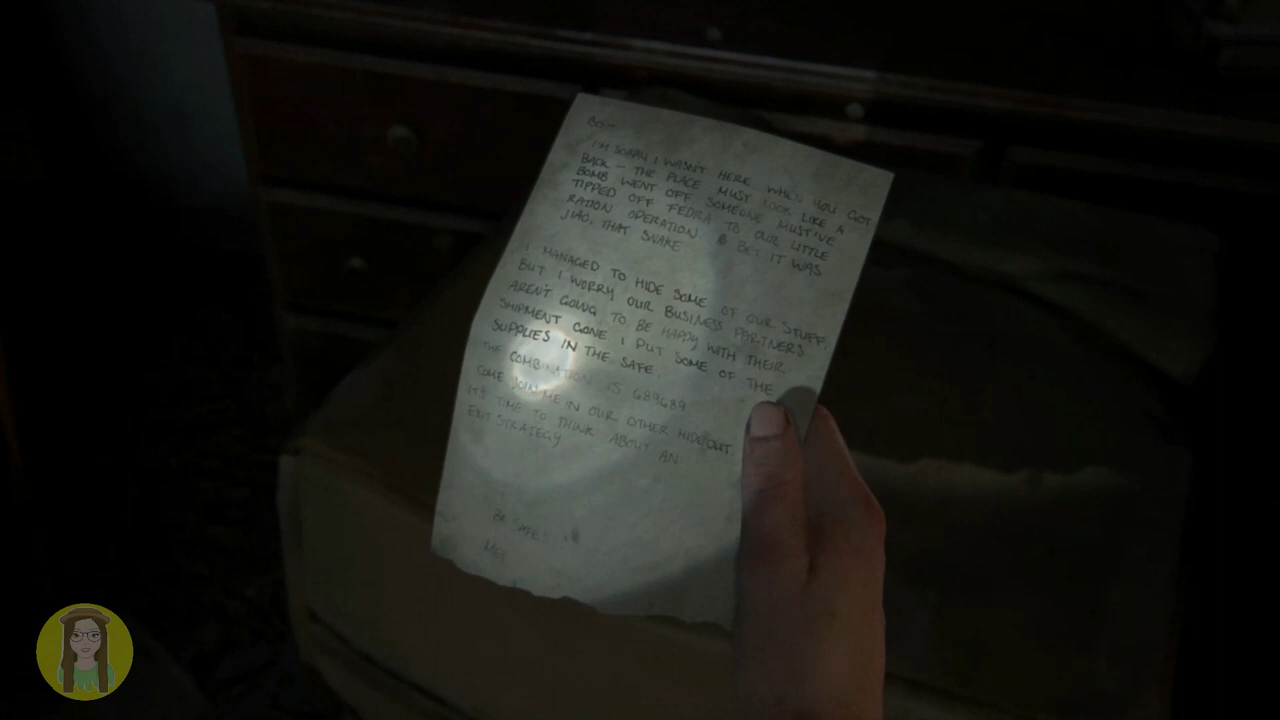 BO—
I'M SORRY I WASN'T HERE WHEN YOU GOT
BACK — THE PLACE MUST LOOK LIKE A
BOMB WENT OFF SOMEONE MUST'VE
TIPPED OFF FEDRA TO OUR LITTLE
RATION OPERATION. BET IT WAS
JIAO, THAT SNAKE
I MANAGED TO HIDE SOME OF OUR STUFF.
BUT I WORRY OUR BUSINESS PARTNERS
AREN'T GOING TO BE HAPPY WITH THEIR
SHIPMENT GONE I PUT SOME OF THE
SUPPLIES IN THE SAFE.
THE COMBINATION IS 689689
COME JOIN ME IN OUR OTHER HIDEOUT.
IT'S TIME TO THINK ABOUT AN
EXIT STRATEGY
BE SAFE
MEI